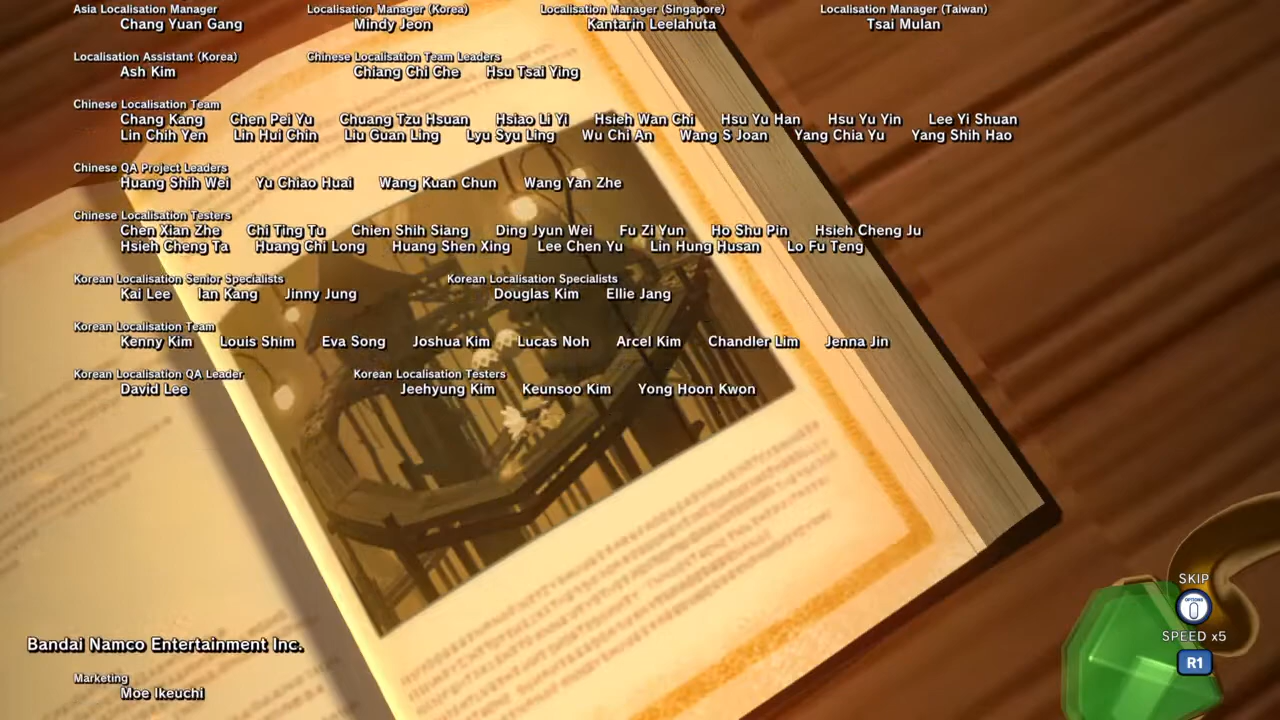 Asia Localisation Manager Localisation Manager (Korea) Localisation Manager (Singapore) Localisation Manager (Taiwan)
Chang Yuan Gang Mindy Jeon Kantarin Leelahuta Tsai Mulan
Localisation Assistant (Korea) Chinese Localisation Team Leaders
Ash Kim Chiang Chi Che Hsu Tsai Ying
Chinese Localisation Team
Chang Kang Chen Pei Yu Chuang Tzu Hsuan Hsiao Li Yi Hsieh Wan Chi Hsu Yu Han Hsu Yu Yin Lee Yi Shuan
Lin Chih Yen Lin Hui Chin Liu Guan Ling Lyu Syu Ling Wu Chi An Wang S Joan Yang Chia Yu Yang Shih Hao
Chinese QA Project Leaders
Huang Shih Wei Yu Chiao Huai Wang Kuan Chun Wang Yan Zhe
Chinese Localisation Testers
Chen Xian Zhe Chi Ting Tu Chien Shih Siang Ding Jyun Wei Fu Zi Yun Ho Shu Pin Hsieh Cheng Ju
Hsieh Cheng Ta Huang Chi Long Huang Shen Xing Lee Chen Yu Lin Hung Husan Lo Fu Teng
Korean Localisation Senior Specialists Korean Localisation Specialists
Kai Lee Ian Kang Jinny Jung Douglas Kim Ellie Jang
Korean Localisation Team
Kenny Kim Louis Shim Eva Song Joshua Kim Lucas Noh Arcel Kim Chandler Lim Jenna Jin
Korean Localisation QA Leader Korean Localisation Testers
David Lee Jeehyung Kim Keunsoo Kim Yong Hoon Kwon
SKIP
OPTIONS
SPEED x5
R1
Bandai Namco Entertainment Inc.
Marketing
Moe Ikeuchi